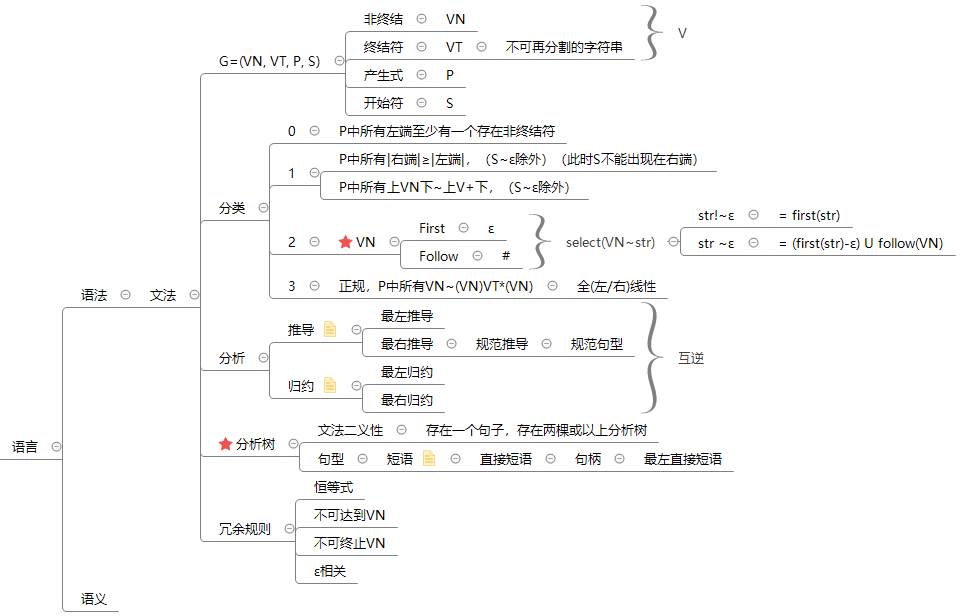 语言
语法
文法
G=(VN, VT, P, S)
非终结
VN
终结符
VT
不可再分割的字符串
产生式
P
开始符
S
V
分类
0
P中所有左端至少有一个存在非终结符
1
P中所有|右端|≥|左端|，（S~ε除外）（此时S不能出现在右端）
P中所有上VN下~上V+下，（S~ε除外）
2
VN
First
ε
Follow
#
select(VN~str)
str!~ε
= first(str)
str ~ε
= (first(str)-ε) U follow(VN)
3
正规，P中所有VN~(VN)VT*(VN)
全(左/右)线性
分析
推导
最左推导
最右推导
规范推导
规范句型
归约
最左归约
最右归约
互逆
分析树
文法二义性
存在一个句子，存在两棵或以上分析树
句型
短语
直接短语
句柄
最左直接短语
冗余规则
恒等式
不可达到VN
不可终止VN
ε相关
语义